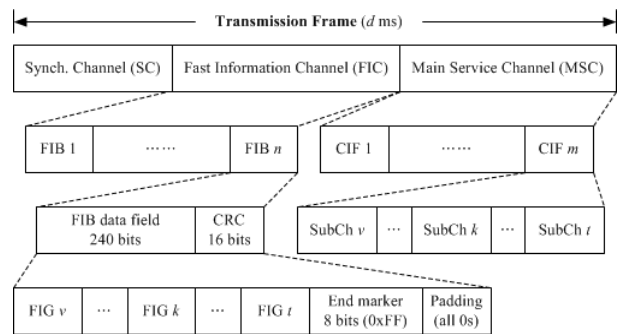 Transmission Frame (d ms)
Synch. Channel (SC) Fast Information Channel (FIC) Main Service Channel (MSC)
FIB 1 ...... FIB n CIF 1 ...... CIF m
FIB data field 240 bits CRC 16 bits SubCh v ... SubCh k ... SubCh t
FIG v ... FIG k ... FIG t End marker 8 bits (0xFF) Padding (all 0s)